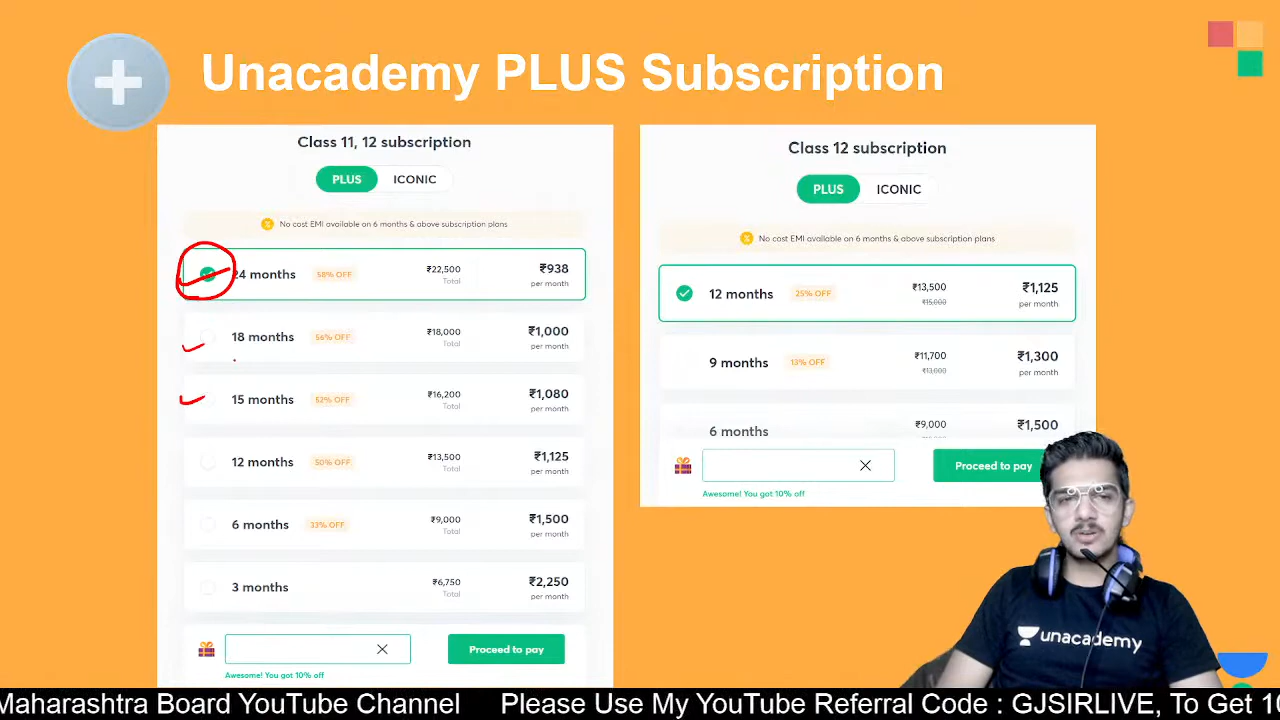 Unacademy PLUS Subscription
Class 11, 12 subscription
PLUS ICONIC
No cost EMI available on 6 months & above subscription plans
24 months 58% OFF ₹22,500 ₹938
Total per month
18 months 56% OFF ₹18,000 ₹1,000
Total per month
15 months 52% OFF ₹16,200 ₹1,080
Total per month
12 months 50% OFF ₹13,500 ₹1,125
Total per month
6 months 33% OFF ₹9,000 ₹1,500
Total per month
3 months ₹6,750 ₹2,250
Total per month
Proceed to pay
Awesome! You got 10% off
Class 12 subscription
PLUS ICONIC
No cost EMI available on 6 months & above subscription plans
12 months 25% OFF ₹13,500 ₹1,125
₹15,000 per month
9 months 13% OFF ₹11,700 ₹1,300
₹13,000 per month
6 months ₹9,000 ₹1,500
Proceed to pay
Awesome! You got 10% off
unacademy
Maharashtra Board YouTube Channel Please Use My YouTube Referral Code : GJSIRLIVE, To Get